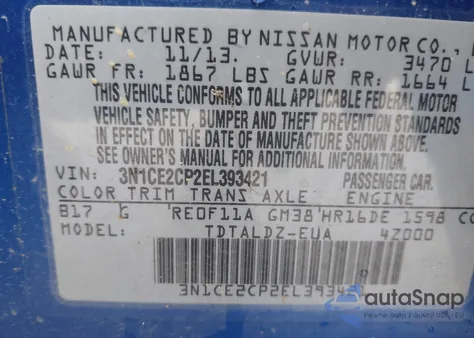 MANUFACTURED BY NISSAN MOTOR CO.,
DATE: 11/13. GVWR: 3470 L
GAWR FR: 1867 LBS GAWR RR: 1664 L
THIS VEHICLE CONFORMS TO ALL APPLICABLE FEDERAL MOTOR
VEHICLE SAFETY, BUMPER AND THEFT PREVENTION STANDARDS
IN EFFECT ON THE DATE OF MANUFACTURE SHOWN ABOVE.
SEE OWNER'S MANUAL FOR ADDITIONAL INFORMATION.
VIN: 3N1CE2CP2EL393421 PASSENGER CAR.
COLOR TRIM TRANS AXLE ENGINE
B17 G RE0F11A GM38 HR16DE 1598 CC
MODEL: TDTALDZ-EUA 4Z000
3N1CE2CP2EL39342
autaSnap